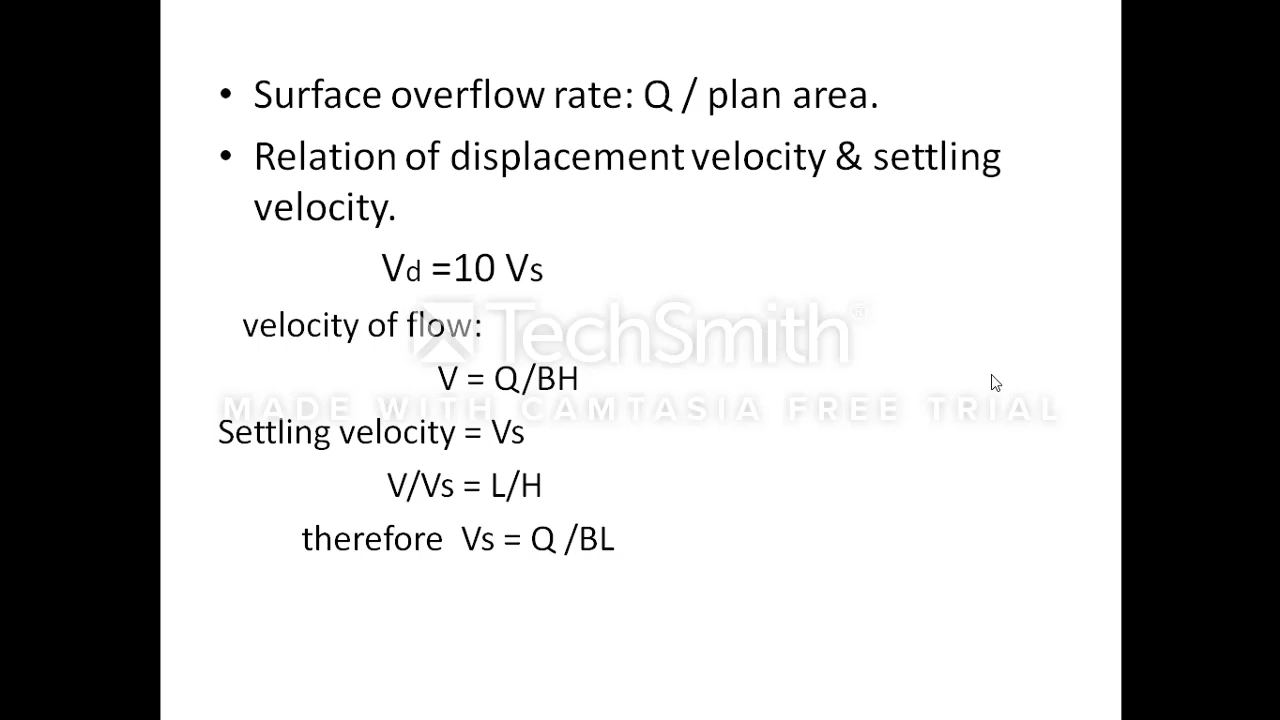 • Surface overflow rate: Q / plan area.
• Relation of displacement velocity & settling
velocity.
Vd =10 Vs
velocity of flow:
TechSmith®
V = Q/BH
MADE WITH CAMTASIA FREE TRIAL
Settling velocity = Vs
V/Vs = L/H
therefore Vs = Q /BL